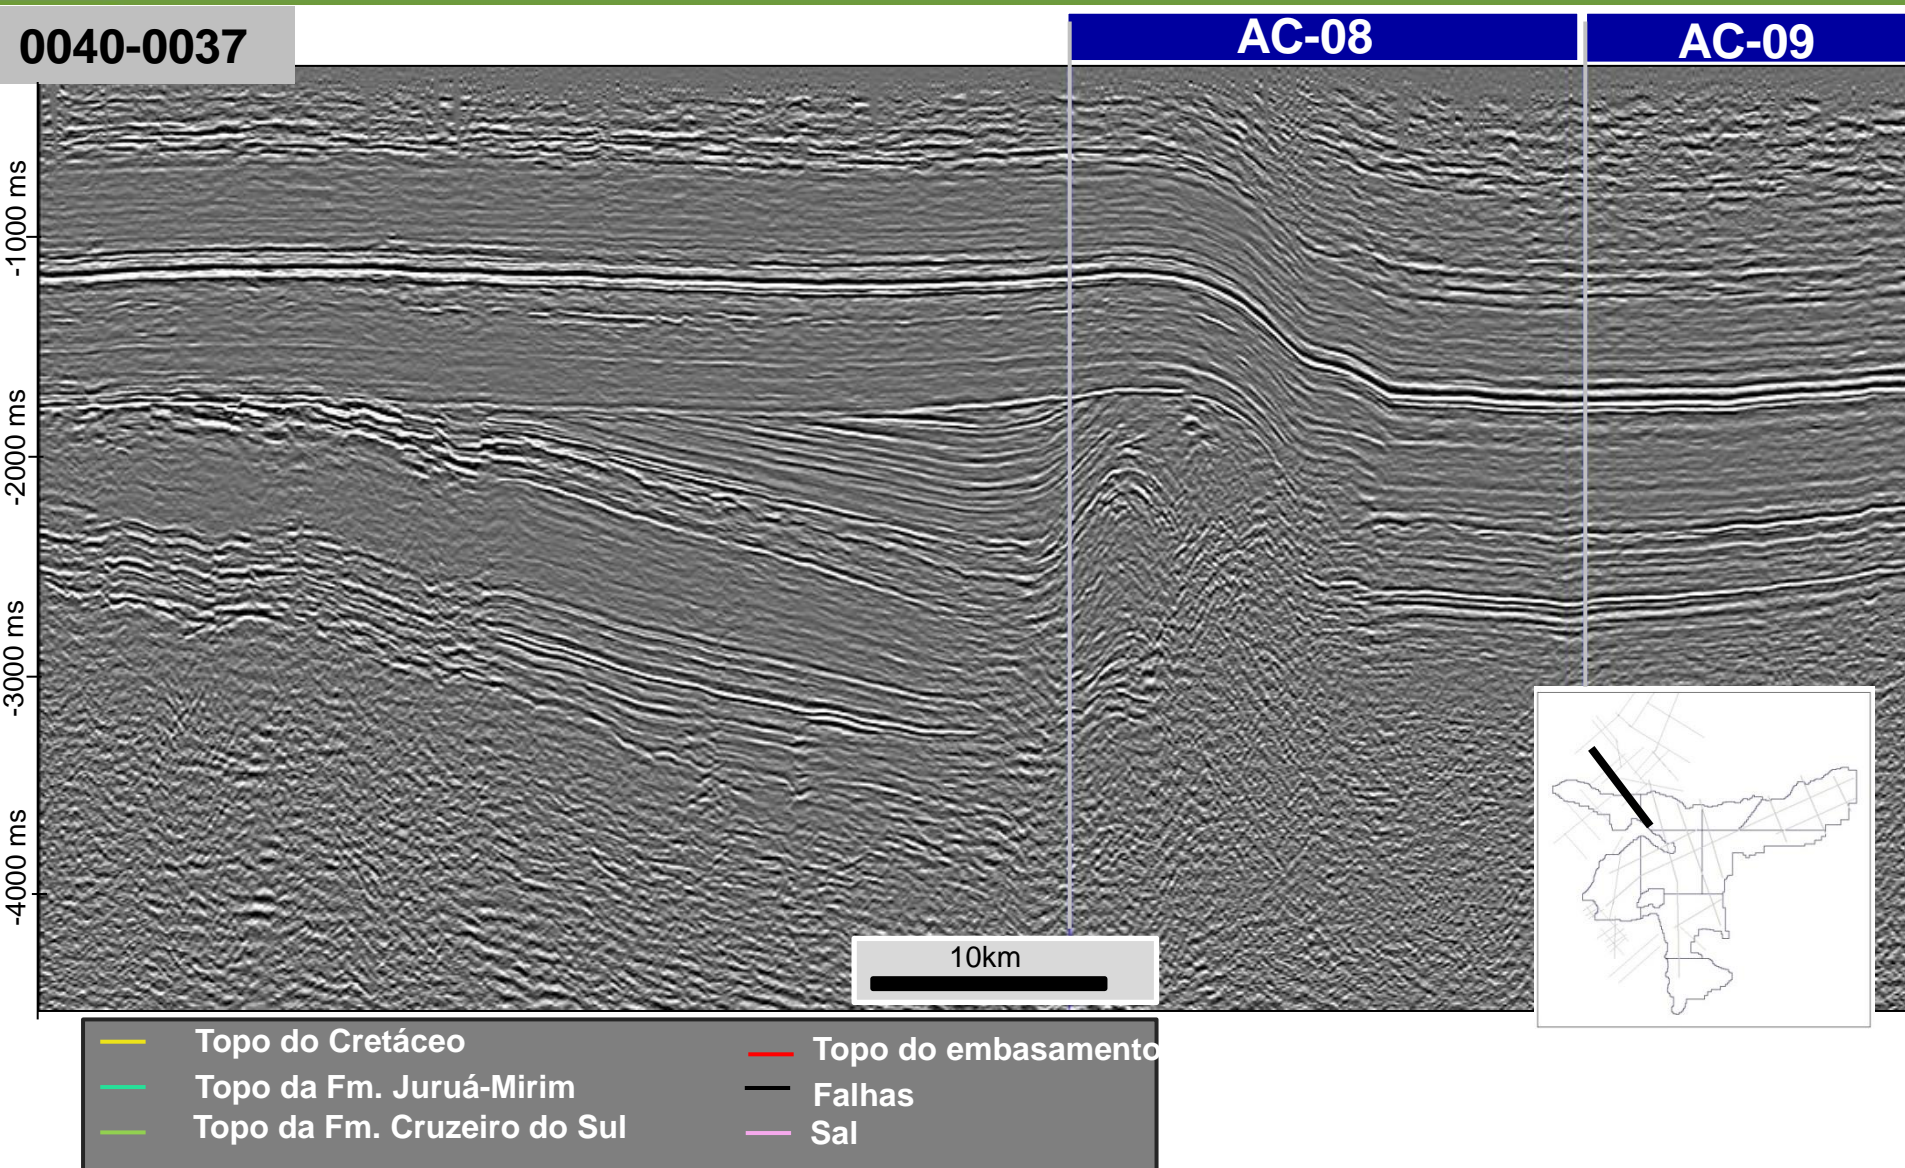 0040-0037
AC-08
AC-09
-1000 ms
-2000 ms
-3000 ms
-4000 ms
10km
Topo do Cretáceo
Topo da Fm. Juruá-Mirim
Topo da Fm. Cruzeiro do Sul
Topo do embasamento
Falhas
Sal